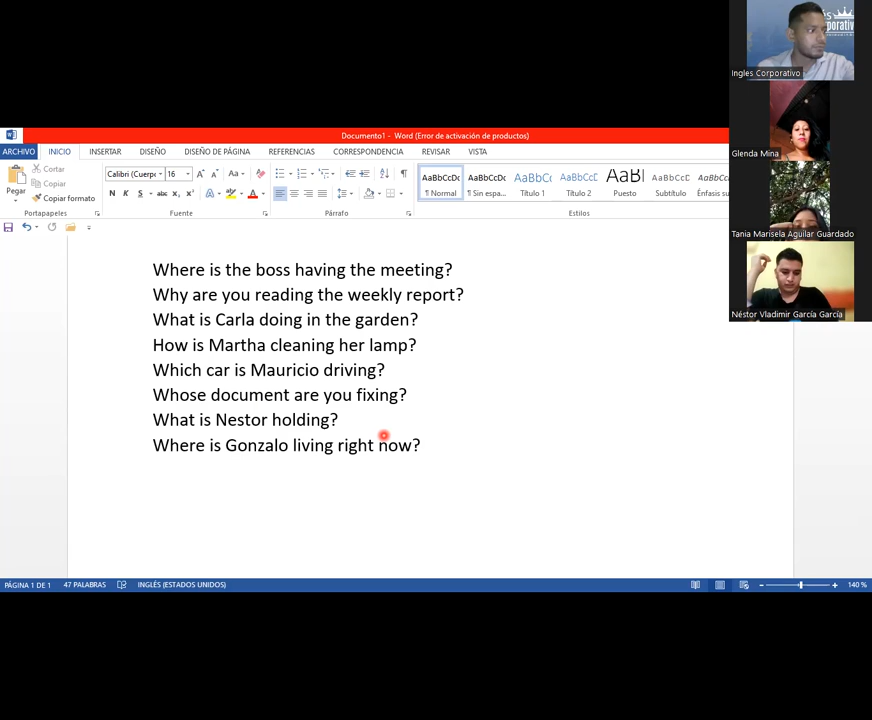 Documento1 - Word (Error de activación de productos)
ARCHIVO INICIO INSERTAR DISEÑO DISEÑO DE PÁGINA REFERENCIAS CORRESPONDENCIA REVISAR VISTA
Pegar
Cortar
Copiar
Copiar formato
Calibri (Cuerpo 16
AaBbCcDc AaBbCcDc AaBbCc AaBbCcC AaBl AaBbCcD AaBbCc
¶ Normal ¶ Sin espa... Título 1 Título 2 Puesto Subtítulo Énfasis su
Portapapeles Fuente Párrafo Estilos
Where is the boss having the meeting?
Why are you reading the weekly report?
What is Carla doing in the garden?
How is Martha cleaning her lamp?
Which car is Mauricio driving?
Whose document are you fixing?
What is Nestor holding?
Where is Gonzalo living right now?
PÁGINA 1 DE 1 47 PALABRAS INGLÉS (ESTADOS UNIDOS) 140 %
Ingles Corporativo
Glenda Mina
Tania Marisela Aguilar Guardado
Néstor Vladimir García García